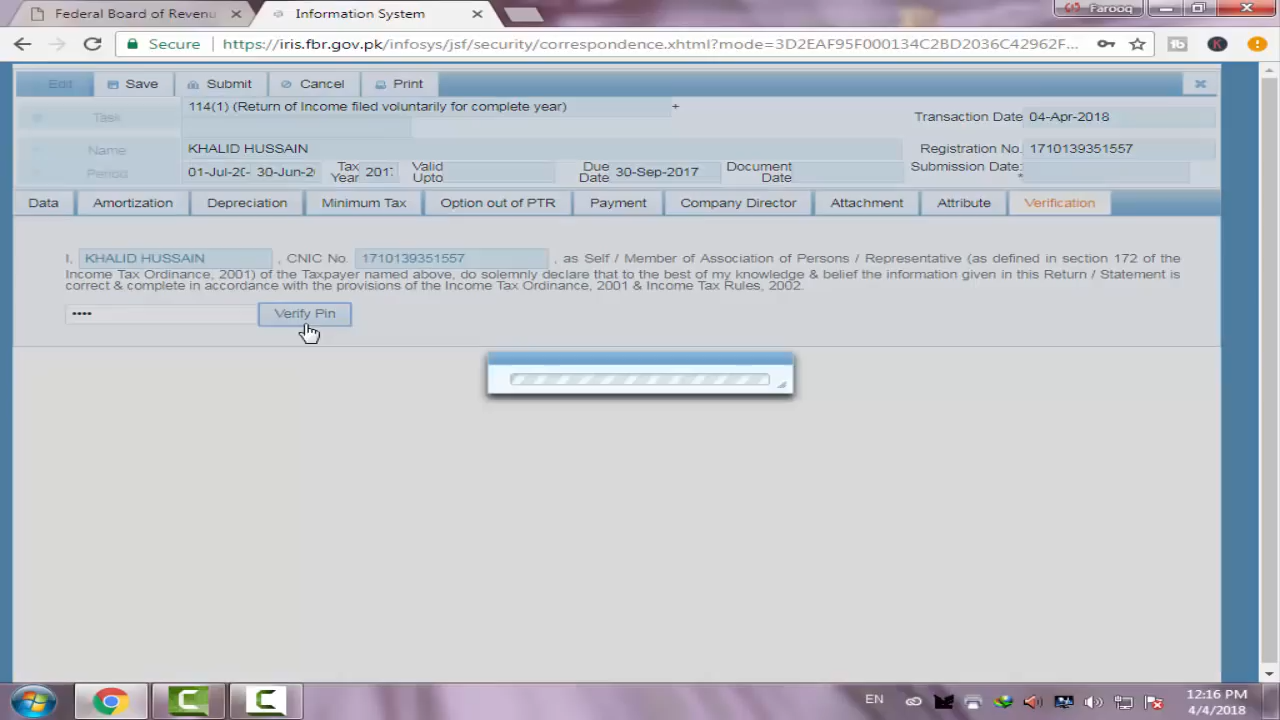 Federal Board of Revenu
Information System
Farooq
Secure https://iris.fbr.gov.pk/infosys/jsf/security/correspondence.xhtml?mode=3D2EAF95F000134C2BD2036C42962F...
Edit Save Submit Cancel Print
Task 114(1) (Return of Income filed voluntarily for complete year) + Transaction Date 04-Apr-2018
Name KHALID HUSSAIN Registration No. 1710139351557
Period 01-Jul-20- 30-Jun-2 Tax Year 201 Valid Upto Due Date 30-Sep-2017 Document Date Submission Date: *
Data Amortization Depreciation Minimum Tax Option out of PTR Payment Company Director Attachment Attribute Verification
I, KHALID HUSSAIN , CNIC No. 1710139351557 , as Self / Member of Association of Persons / Representative (as defined in section 172 of the
Income Tax Ordinance, 2001) of the Taxpayer named above, do solemnly declare that to the best of my knowledge & belief the information given in this Return / Statement is
correct & complete in accordance with the provisions of the Income Tax Ordinance, 2001 & Income Tax Rules, 2002.
•••• Verify Pin
EN
12:16 PM
4/4/2018